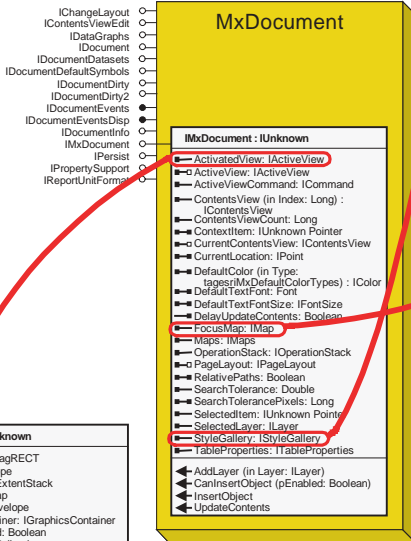 IChangeLayout
IContentsViewEdit
IDataGraphs
IDocument
IDocumentDatasets
IDocumentDefaultSymbols
IDocumentDirty
IDocumentDirty2
IDocumentEvents
IDocumentEventsDisp
IDocumentInfo
IMxDocument
IPersist
IPropertySupport
IReportUnitFormat
MxDocument
IMxDocument : IUnknown
ActivatedView: IActiveView
ActiveView: IActiveView
ActiveViewCommand: ICommand
ContentsView (in Index: Long) :
IContentsView
ContentsViewCount: Long
ContextItem: IUnknown Pointer
CurrentContentsView: IContentsView
CurrentLocation: IPoint
DefaultColor (in Type:
tagesriMxDefaultColorTypes) : IColor
DefaultTextFont: Font
DefaultTextFontSize: IFontSize
DelayUpdateContents: Boolean
FocusMap: IMap
Maps: IMaps
OperationStack: IOperationStack
PageLayout: IPageLayout
RelativePaths: Boolean
SearchTolerance: Double
SearchTolerancePixels: Long
SelectedItem: IUnknown Pointer
SelectedLayer: ILayer
StyleGallery: IStyleGallery
TableProperties: ITableProperties
AddLayer (in Layer: ILayer)
CanInsertObject (pEnabled: Boolean)
InsertObject
UpdateContents
known
agRECT
pe
ExtentStack
ap
velope
iner: IGraphicsContainer
d: Boolean